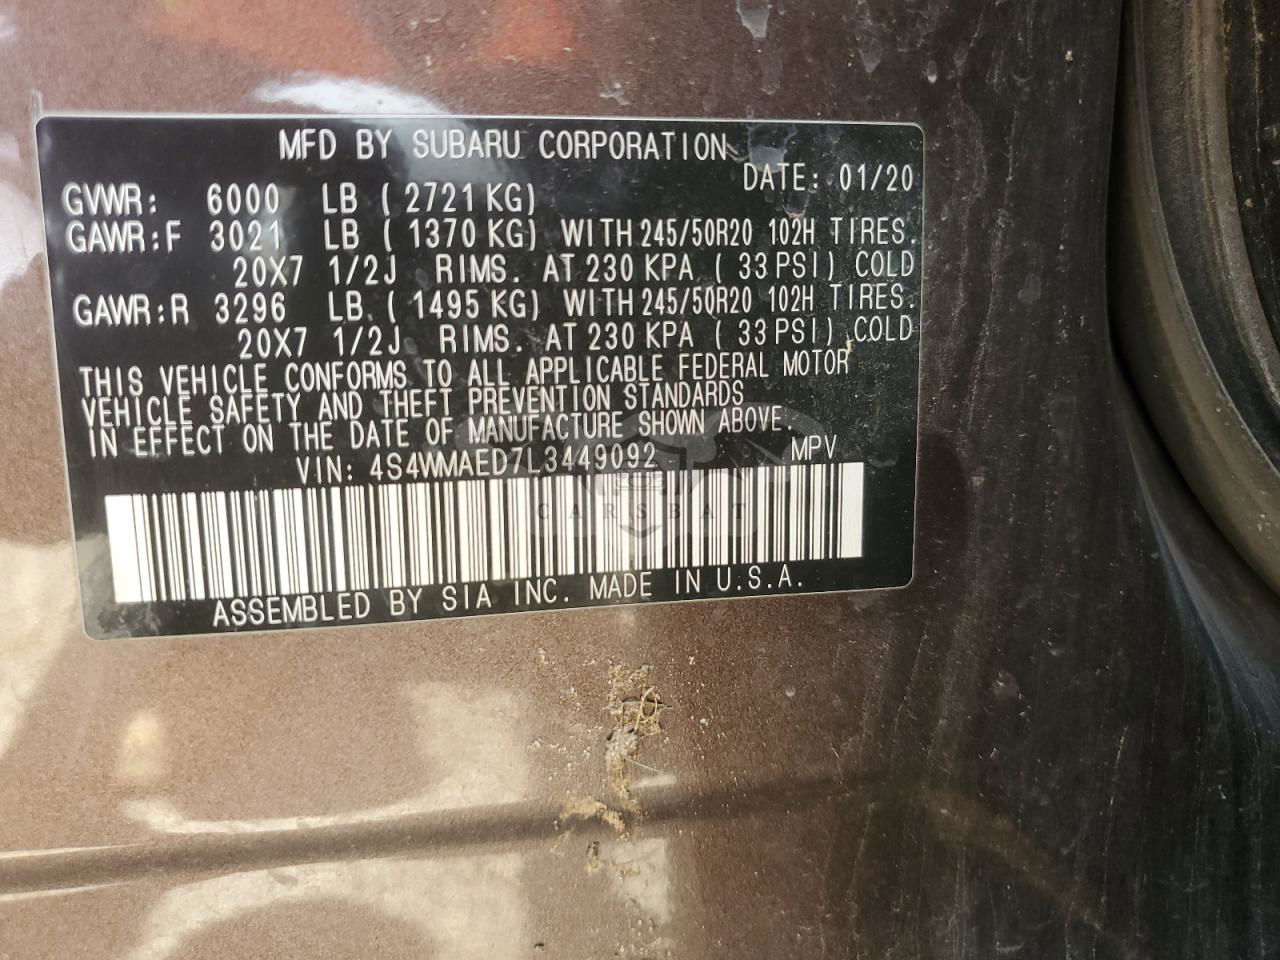 MFD BY SUBARU CORPORATION
DATE: 01/20
GVWR: 6000 LB ( 2721 KG)
GAWR:F 3021 LB ( 1370 KG) WITH 245/50R20 102H TIRES.
20X7 1/2J RIMS. AT 230 KPA ( 33 PSI) COLD
GAWR:R 3296 LB ( 1495 KG) WITH 245/50R20 102H TIRES.
20X7 1/2J RIMS. AT 230 KPA ( 33 PSI) COLD
THIS VEHICLE CONFORMS TO ALL APPLICABLE FEDERAL MOTOR
VEHICLE SAFETY AND THEFT PREVENTION STANDARDS
IN EFFECT ON THE DATE OF MANUFACTURE SHOWN ABOVE.
VIN: 4S4WMAED7L3449092 MPV
CARSBAT
ASSEMBLED BY SIA INC. MADE IN U.S.A.